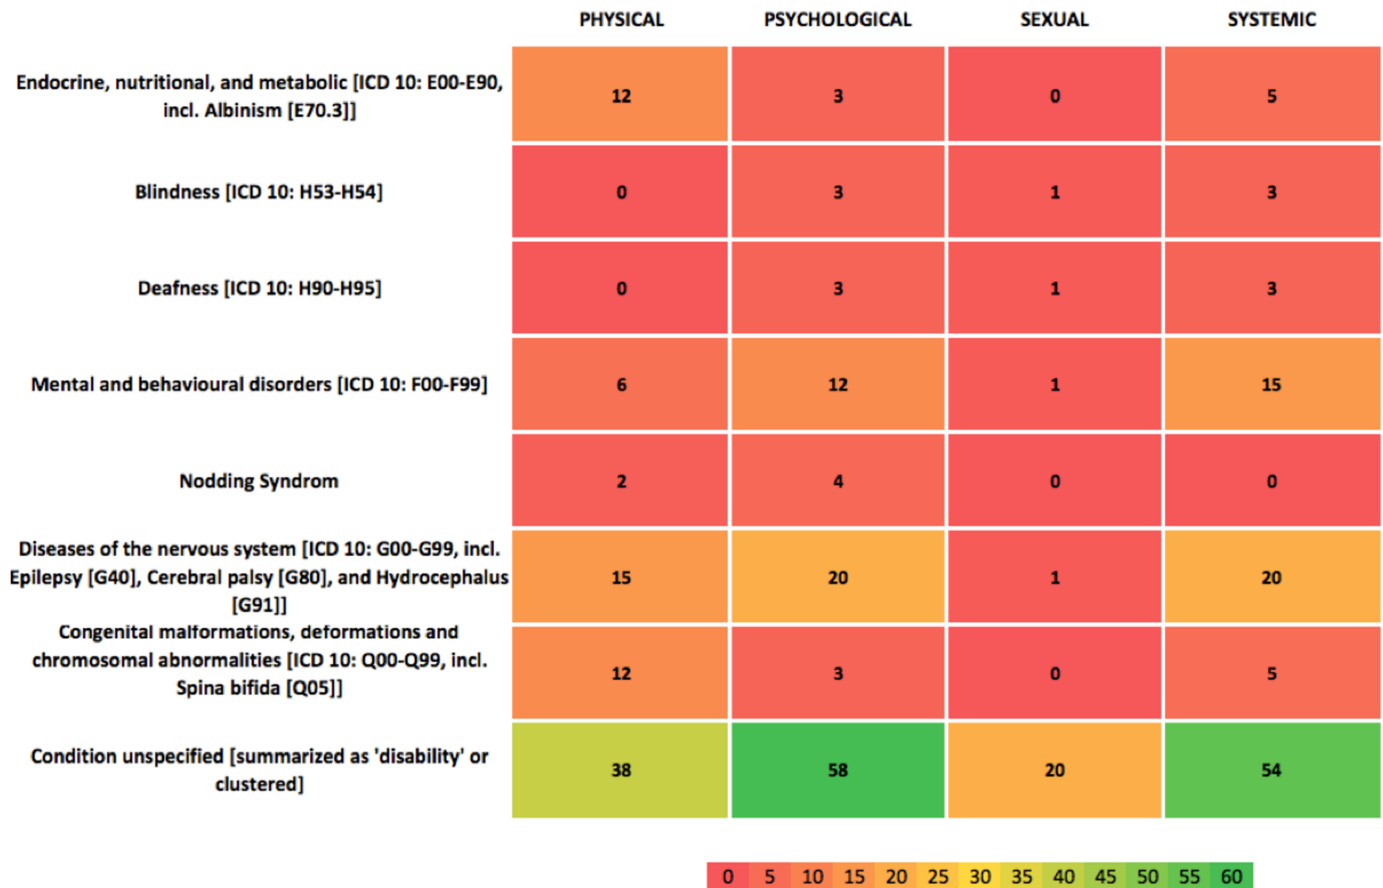 PHYSICAL PSYCHOLOGICAL SEXUAL SYSTEMIC
Endocrine, nutritional, and metabolic [ICD 10: E00-E90,
incl. Albinism [E70.3]]
12 3 0 5
Blindness [ICD 10: H53-H54]
0 3 1 3
Deafness [ICD 10: H90-H95]
0 3 1 3
Mental and behavioural disorders [ICD 10: F00-F99]
6 12 1 15
Nodding Syndrom
2 4 0 0
Diseases of the nervous system [ICD 10: G00-G99, incl.
Epilepsy [G40], Cerebral palsy [G80], and Hydrocephalus
[G91]]
15 20 1 20
Congenital malformations, deformations and
chromosomal abnormalities [ICD 10: Q00-Q99, incl.
Spina bifida [Q05]]
12 3 0 5
Condition unspecified [summarized as 'disability' or
clustered]
38 58 20 54
0 5 10 15 20 25 30 35 40 45 50 55 60